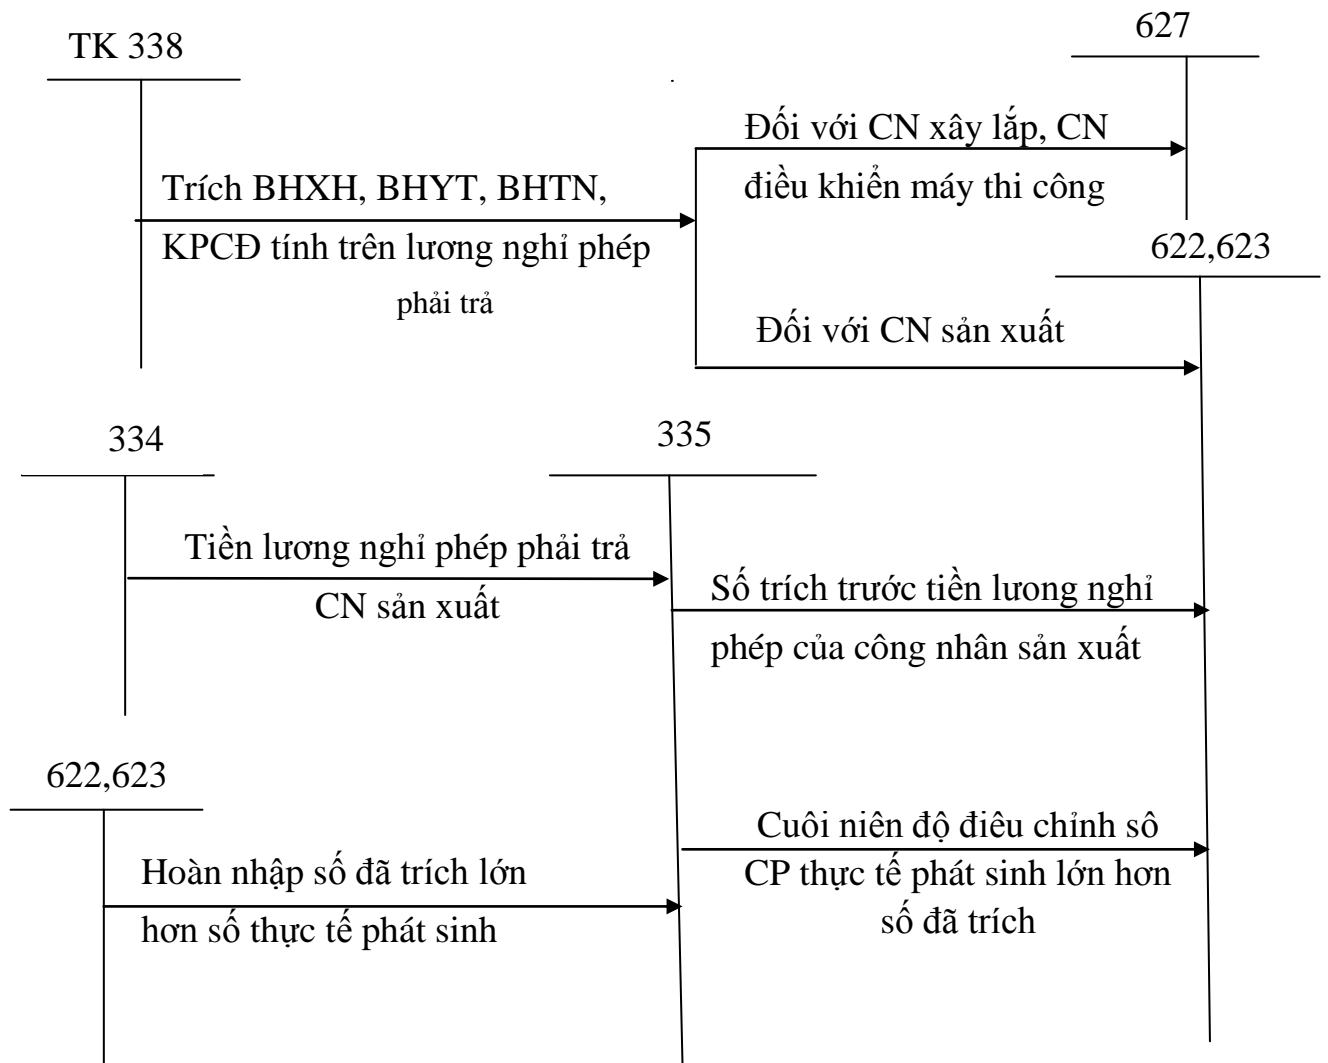 TK 338
627
Đối với CN xây lắp, CN
điều khiển máy thi công
Trích BHXH, BHYT, BHTN,
KPCĐ tính trên lương nghỉ phép
phải trả
622,623
Đối với CN sản xuất
334
335
Tiền lương nghỉ phép phải trả
CN sản xuất
Số trích trước tiền lưong nghỉ
phép của công nhân sản xuất
622,623
Hoàn nhập số đã trích lớn
hơn số thực tế phát sinh
Cuôi niên độ điêu chỉnh sô
CP thực tế phát sinh lớn hơn
số đã trích